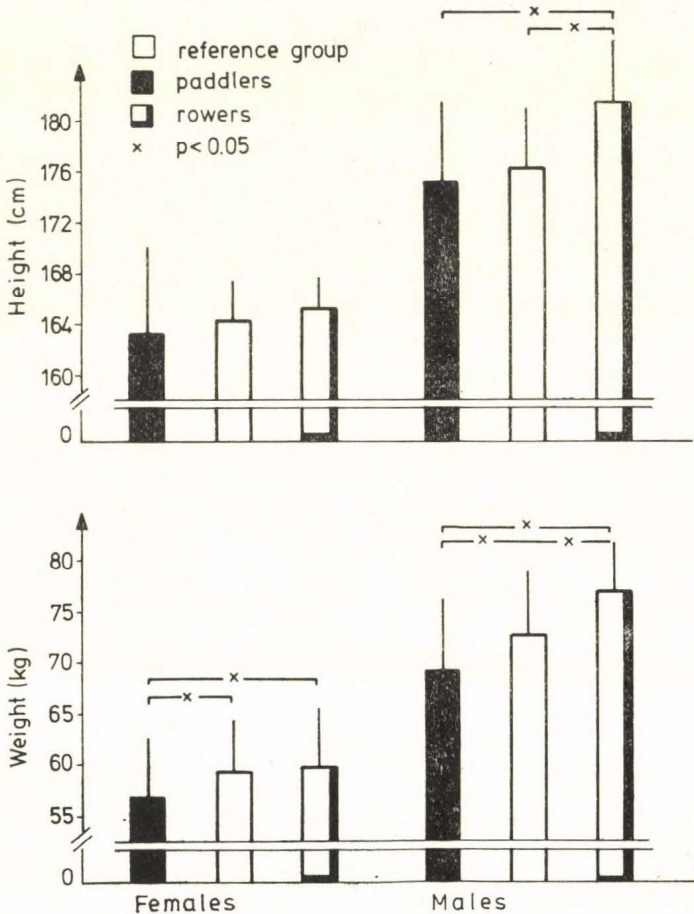 reference group
paddlers
rowers
× p < 0.05
Height (cm)
180
176
172
168
164
160
0
×
×
Weight (kg)
80
75
70
65
60
55
0
×
×
×
× ×
Females Males